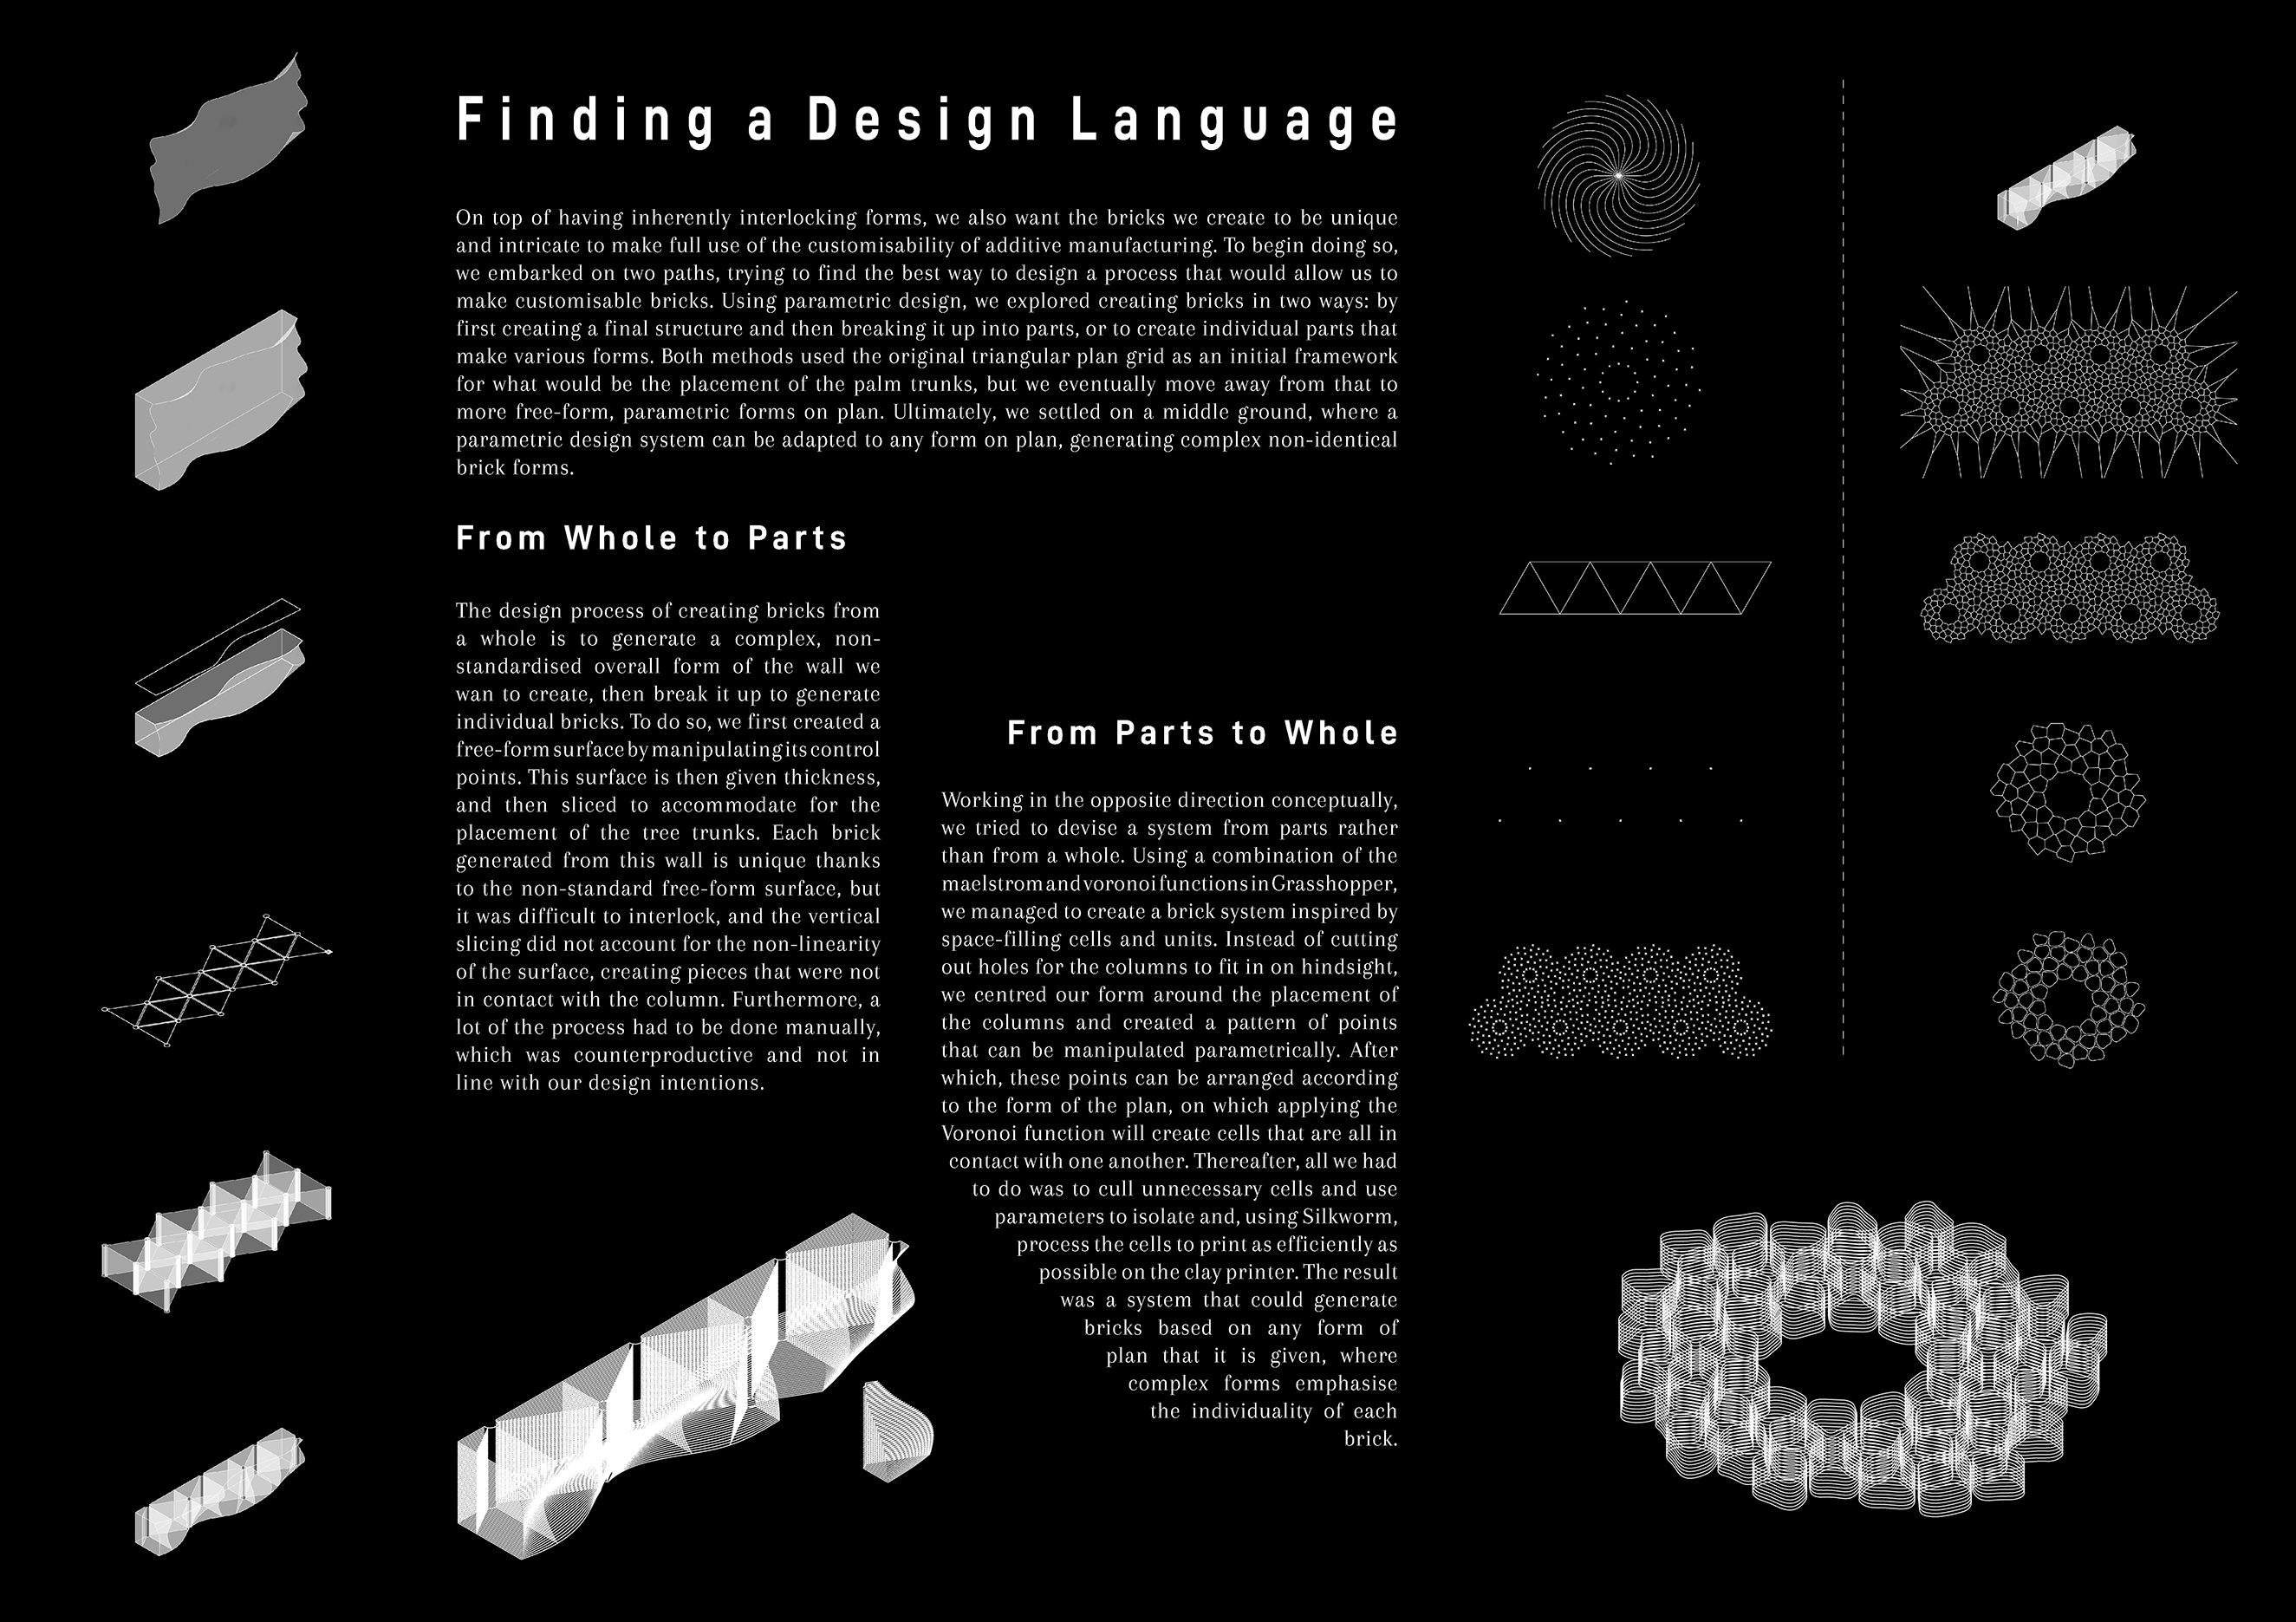 Finding a Design Language
On top of having inherently interlocking forms, we also want the bricks we create to be unique
and intricate to make full use of the customisability of additive manufacturing. To begin doing so,
we embarked on two paths, trying to find the best way to design a process that would allow us to
make customisable bricks. Using parametric design, we explored creating bricks in two ways: by
first creating a final structure and then breaking it up into parts, or to create individual parts that
make various forms. Both methods used the original triangular plan grid as an initial framework
for what would be the placement of the palm trunks, but we eventually move away from that to
more free-form, parametric forms on plan. Ultimately, we settled on a middle ground, where a
parametric design system can be adapted to any form on plan, generating complex non-identical
brick forms.
From Whole to Parts
The design process of creating bricks from
a whole is to generate a complex, non-
standardised overall form of the wall we
wan to create, then break it up to generate
individual bricks. To do so, we first created a
free-form surface by manipulating its control
points. This surface is then given thickness,
and then sliced to accommodate for the
placement of the tree trunks. Each brick
generated from this wall is unique thanks
to the non-standard free-form surface, but
it was difficult to interlock, and the vertical
slicing did not account for the non-linearity
of the surface, creating pieces that were not
in contact with the column. Furthermore, a
lot of the process had to be done manually,
which was counterproductive and not in
line with our design intentions.
From Parts to Whole
Working in the opposite direction conceptually,
we tried to devise a system from parts rather
than from a whole. Using a combination of the
maelstrom and voronoi functions in Grasshopper,
we managed to create a brick system inspired by
space-filling cells and units. Instead of cutting
out holes for the columns to fit in on hindsight,
we centred our form around the placement of
the columns and created a pattern of points
that can be manipulated parametrically. After
which, these points can be arranged according
to the form of the plan, on which applying the
Voronoi function will create cells that are all in
contact with one another. Thereafter, all we had
to do was to cull unnecessary cells and use
parameters to isolate and, using Silkworm,
process the cells to print as efficiently as
possible on the clay printer. The result
was a system that could generate
bricks based on any form of
plan that it is given, where
complex forms emphasise
the individuality of each
brick.